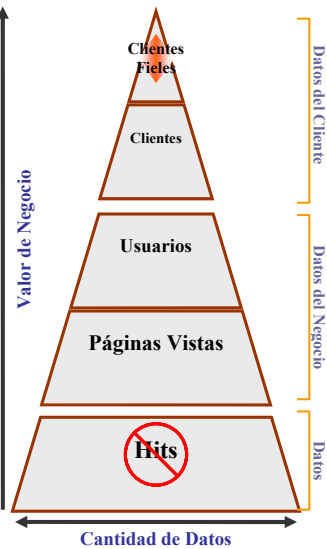 Clientes
Fieles
Clientes
Usuarios
Páginas Vistas
Hits
Valor de Negocio
Cantidad de Datos
Datos del Cliente
Datos del Negocio
Datos